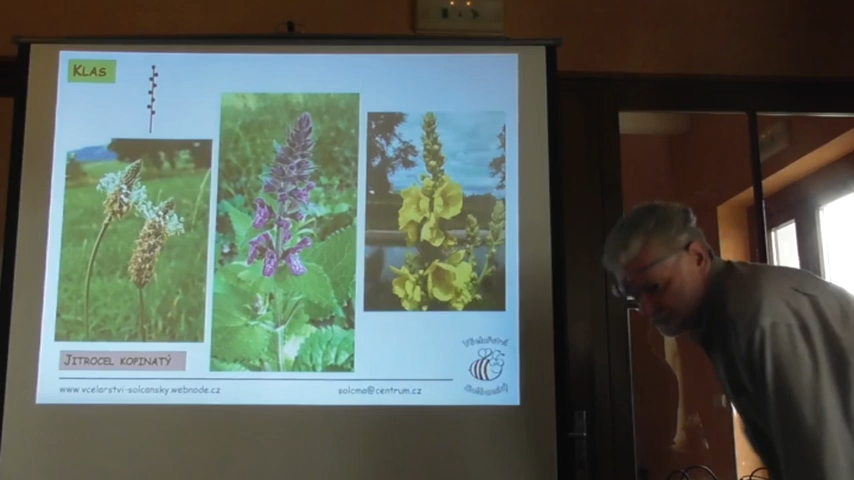 KLAS
JITROCEL KOPINATÝ
www.vcelarstvi-solcansky.webnode.cz
solcma@centrum.cz